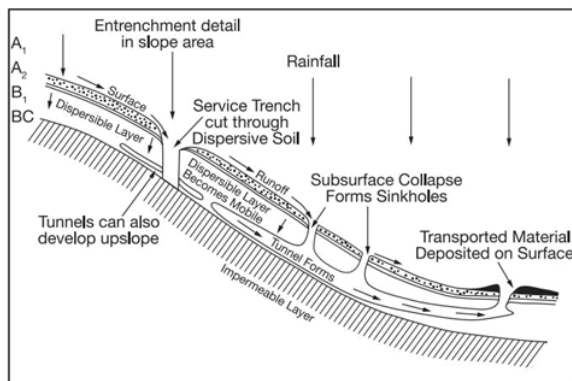 Entrenchment detail
in slope area
A₁
A₂
B₁
BC
Rainfall
Surface
Dispersible Layer
Service Trench
cut through
Dispersive Soil
Runoff
Dispersible Layer
Becomes Mobile
Subsurface Collapse
Forms Sinkholes
Tunnels can also
develop upslope
Tunnel Forms
Transported Material
Deposited on Surface
Impermeable Layer